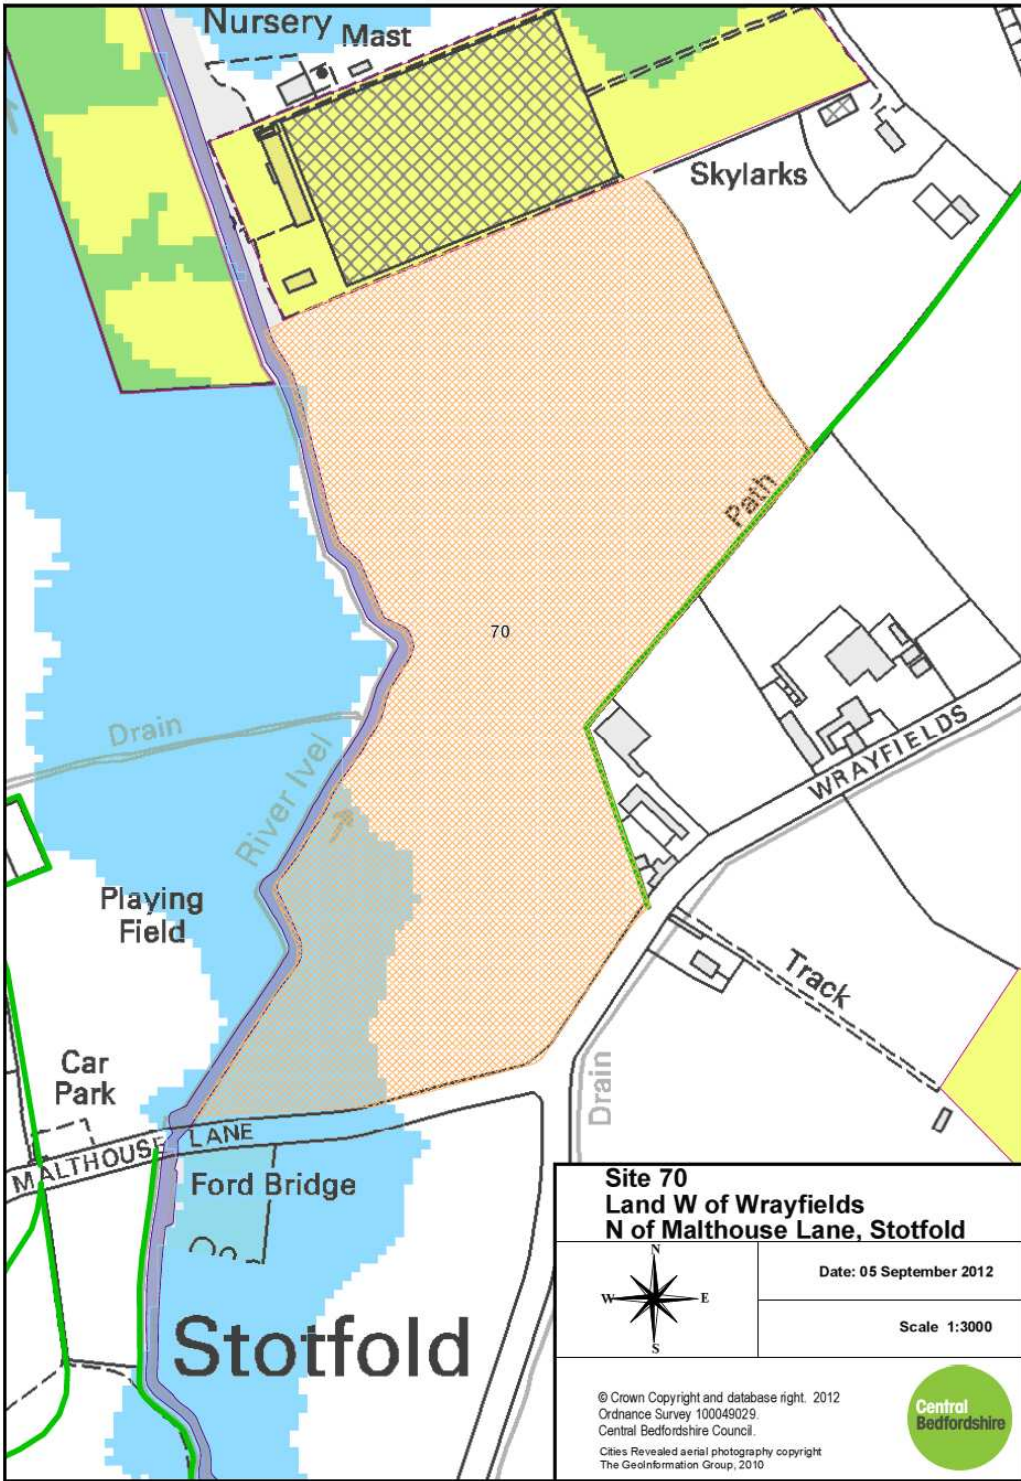 Nursery
Mast
Skylarks
Path
70
Drain
River Ivel
WRAYFIELDS
Playing
Field
Track
Car
Park
Drain
MALTHOUSE LANE
Ford Bridge
Stotfold
Site 70
Land W of Wrayfields
N of Malthouse Lane, Stotfold
N
W
E
S
Date: 05 September 2012
Scale 1:3000
© Crown Copyright and database right. 2012
Ordnance Survey 100049029.
Central Bedfordshire Council.
Cities Revealed aerial photography copyright
The GeoInformation Group, 2010
Central
Bedfordshire